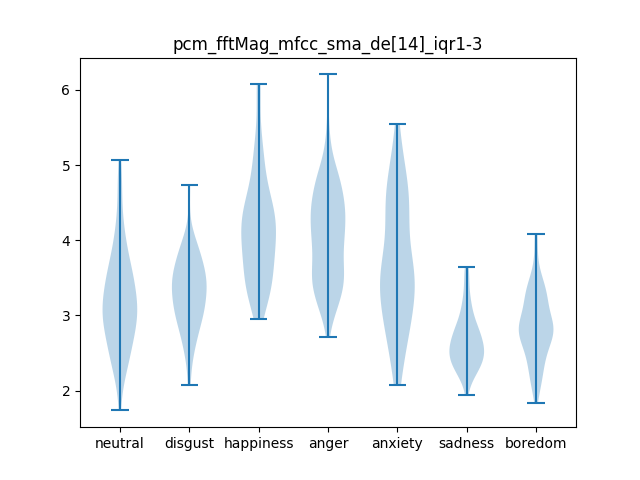 pcm_fftMag_mfcc_sma_de[14]_iqr1-3
6
5
4
3
2
neutral disgust happiness anger anxiety sadness boredom